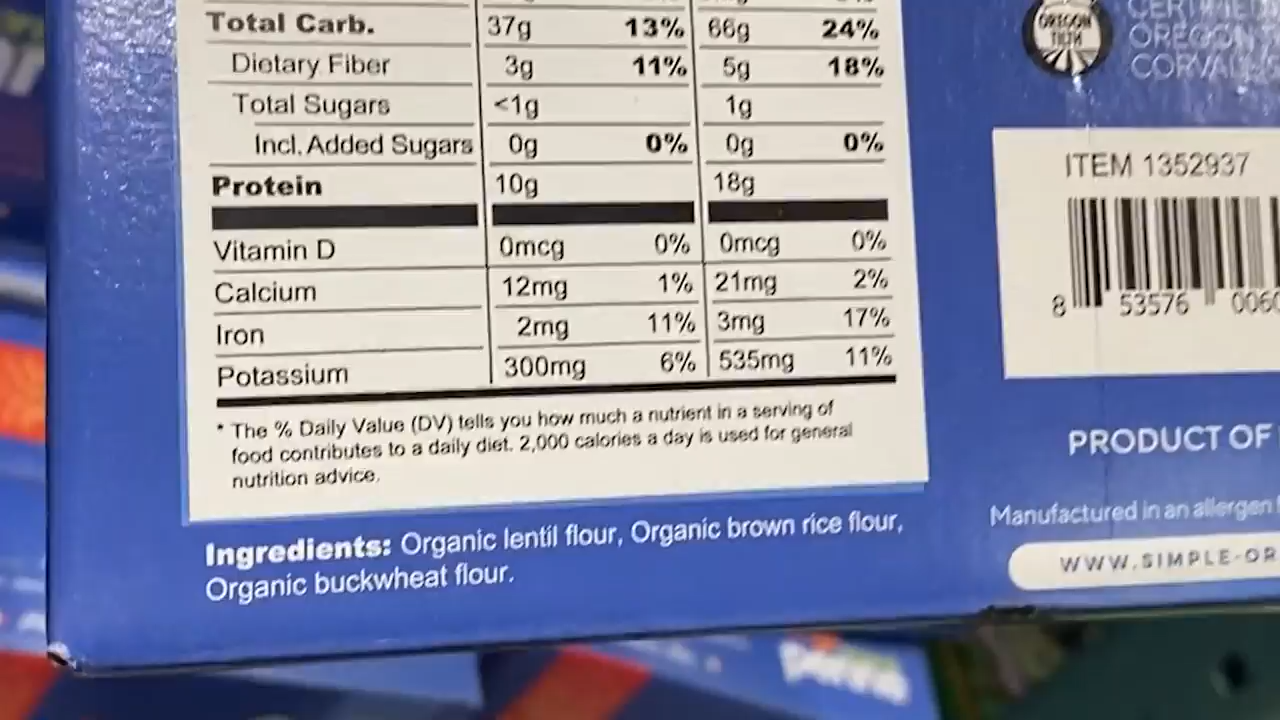 Total Carb. 37g 13% 66g 24%
Dietary Fiber 3g 11% 5g 18%
Total Sugars <1g 1g
Incl. Added Sugars 0g 0% 0g 0%
Protein 10g 18g
Vitamin D 0mcg 0% 0mcg 0%
Calcium 12mg 1% 21mg 2%
Iron 2mg 11% 3mg 17%
Potassium 300mg 6% 535mg 11%
* The % Daily Value (DV) tells you how much a nutrient in a serving of
food contributes to a daily diet. 2,000 calories a day is used for general
nutrition advice.
Ingredients: Organic lentil flour, Organic brown rice flour,
Organic buckwheat flour.
OREGON
TILTH
CERTIFIED
OREGON
CORVALLIS
ITEM 1352937
8 53576 006
PRODUCT OF
Manufactured in an allergen
WWW.SIMPLE-OR